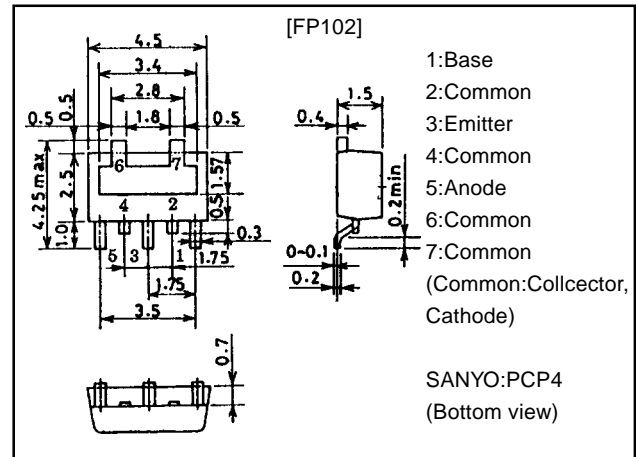 [FP102]
4.5
3.4
2.8
0.5 0.5 1.8 0.5
6 7
4.25max
2.5
1.57
4 2
0.5
1.0
0.3
5 3 1 1.75
1.75
3.5
0.7
1.5
0.4
0.2min
0~0.1
0.2
1:Base
2:Common
3:Emitter
4:Common
5:Anode
6:Common
7:Common
(Common:Collcector,
Cathode)
SANYO:PCP4
(Bottom view)